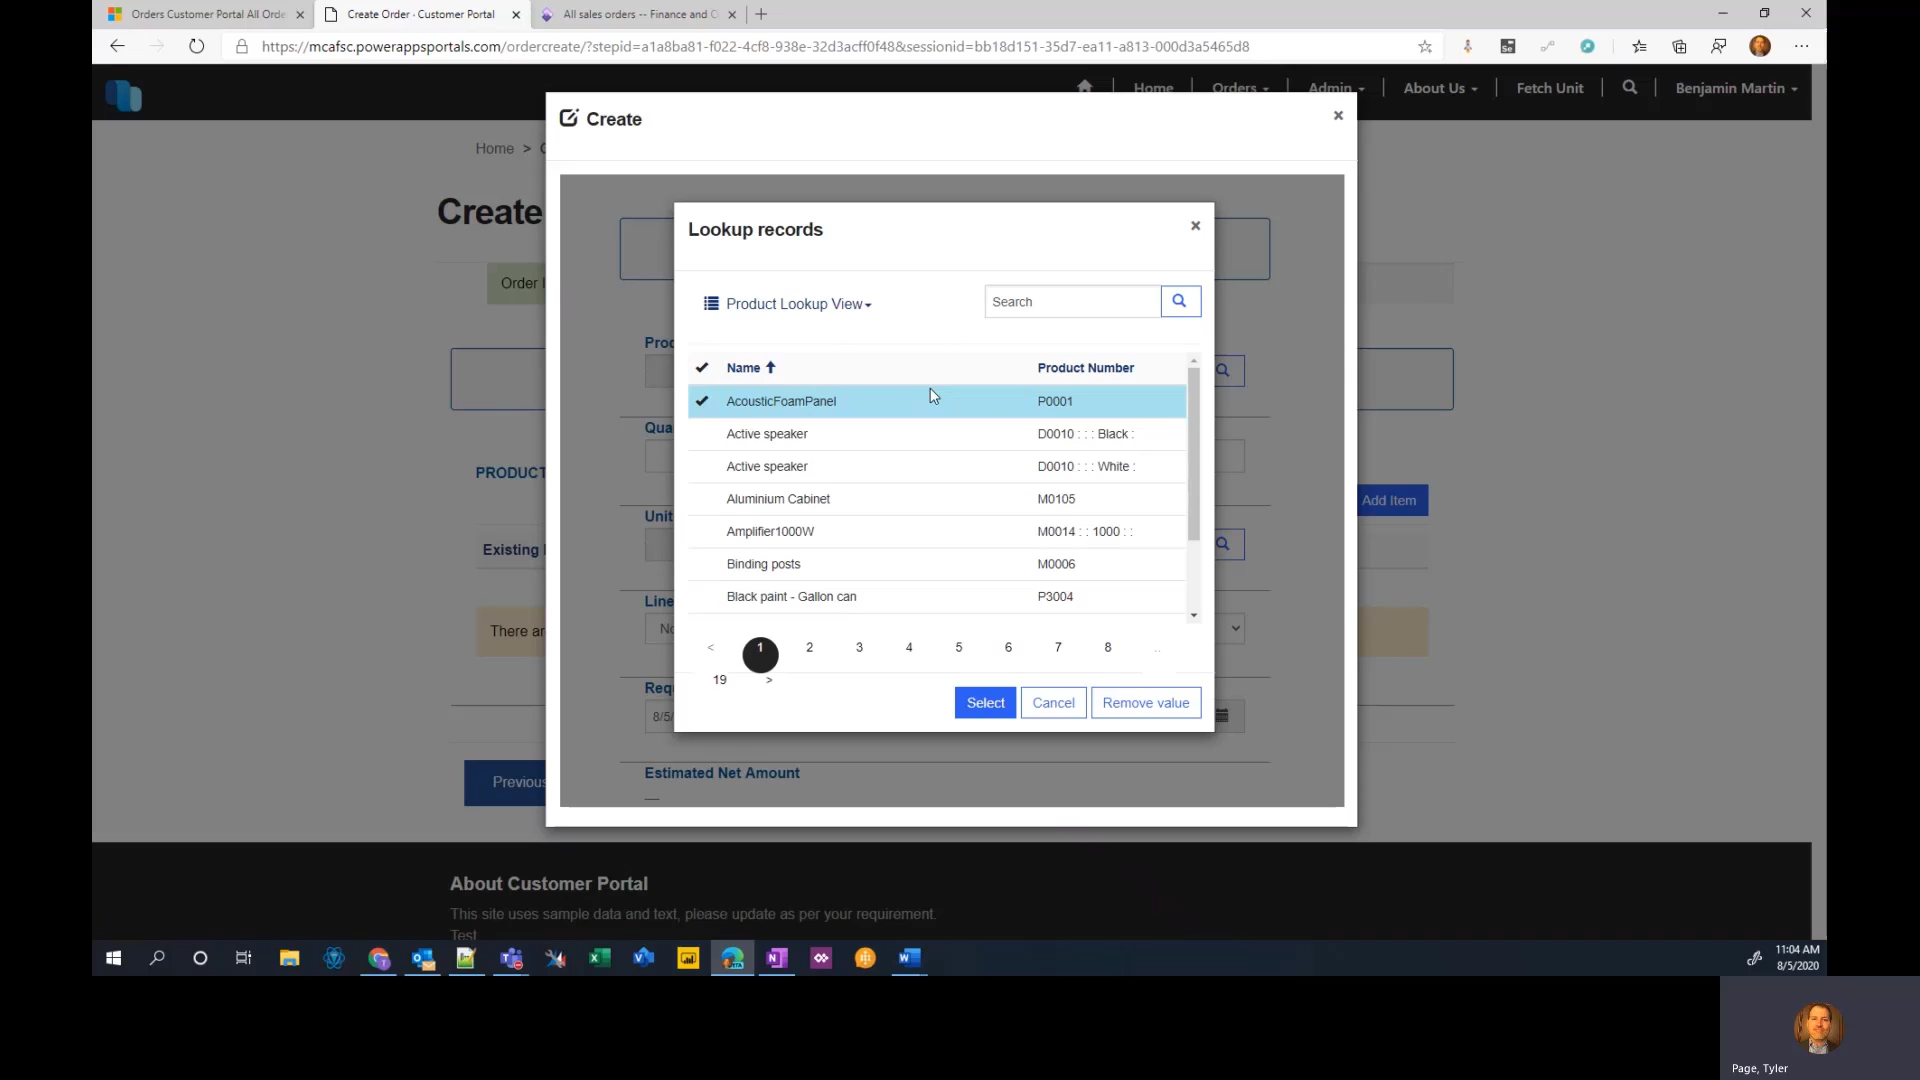 Orders Customer Portal All Orde
Create Order · Customer Portal
All sales orders -- Finance and O
https://mcafsc.powerappsportals.com/ordercreate/?stepid=a1a8ba81-f022-4cf8-938e-32d3acff0f48&sessionid=bb18d151-35d7-ea11-a813-000d3a5465d8
Home
Orders
Admin
About Us
Fetch Unit
Benjamin Martin
Create
Home >
Create
Lookup records
Order
Product Lookup View
Search
Prod
Name
Product Number
AcousticFoamPanel P0001
Qua
Active speaker D0010 : : : Black :
Active speaker D0010 : : : White :
PRODUCT
Aluminium Cabinet M0105
Add Item
Unit
Amplifier1000W M0014 : : 1000 : :
Existing
Binding posts M0006
Black paint - Gallon can P3004
Line
No
There ar
< 1 2 3 4 5 6 7 8 ..
19 >
Requ
8/5/
Select
Cancel
Remove value
Estimated Net Amount
—
Previous
About Customer Portal
This site uses sample data and text, please update as per your requirement.
Test
11:04 AM
8/5/2020
Page, Tyler